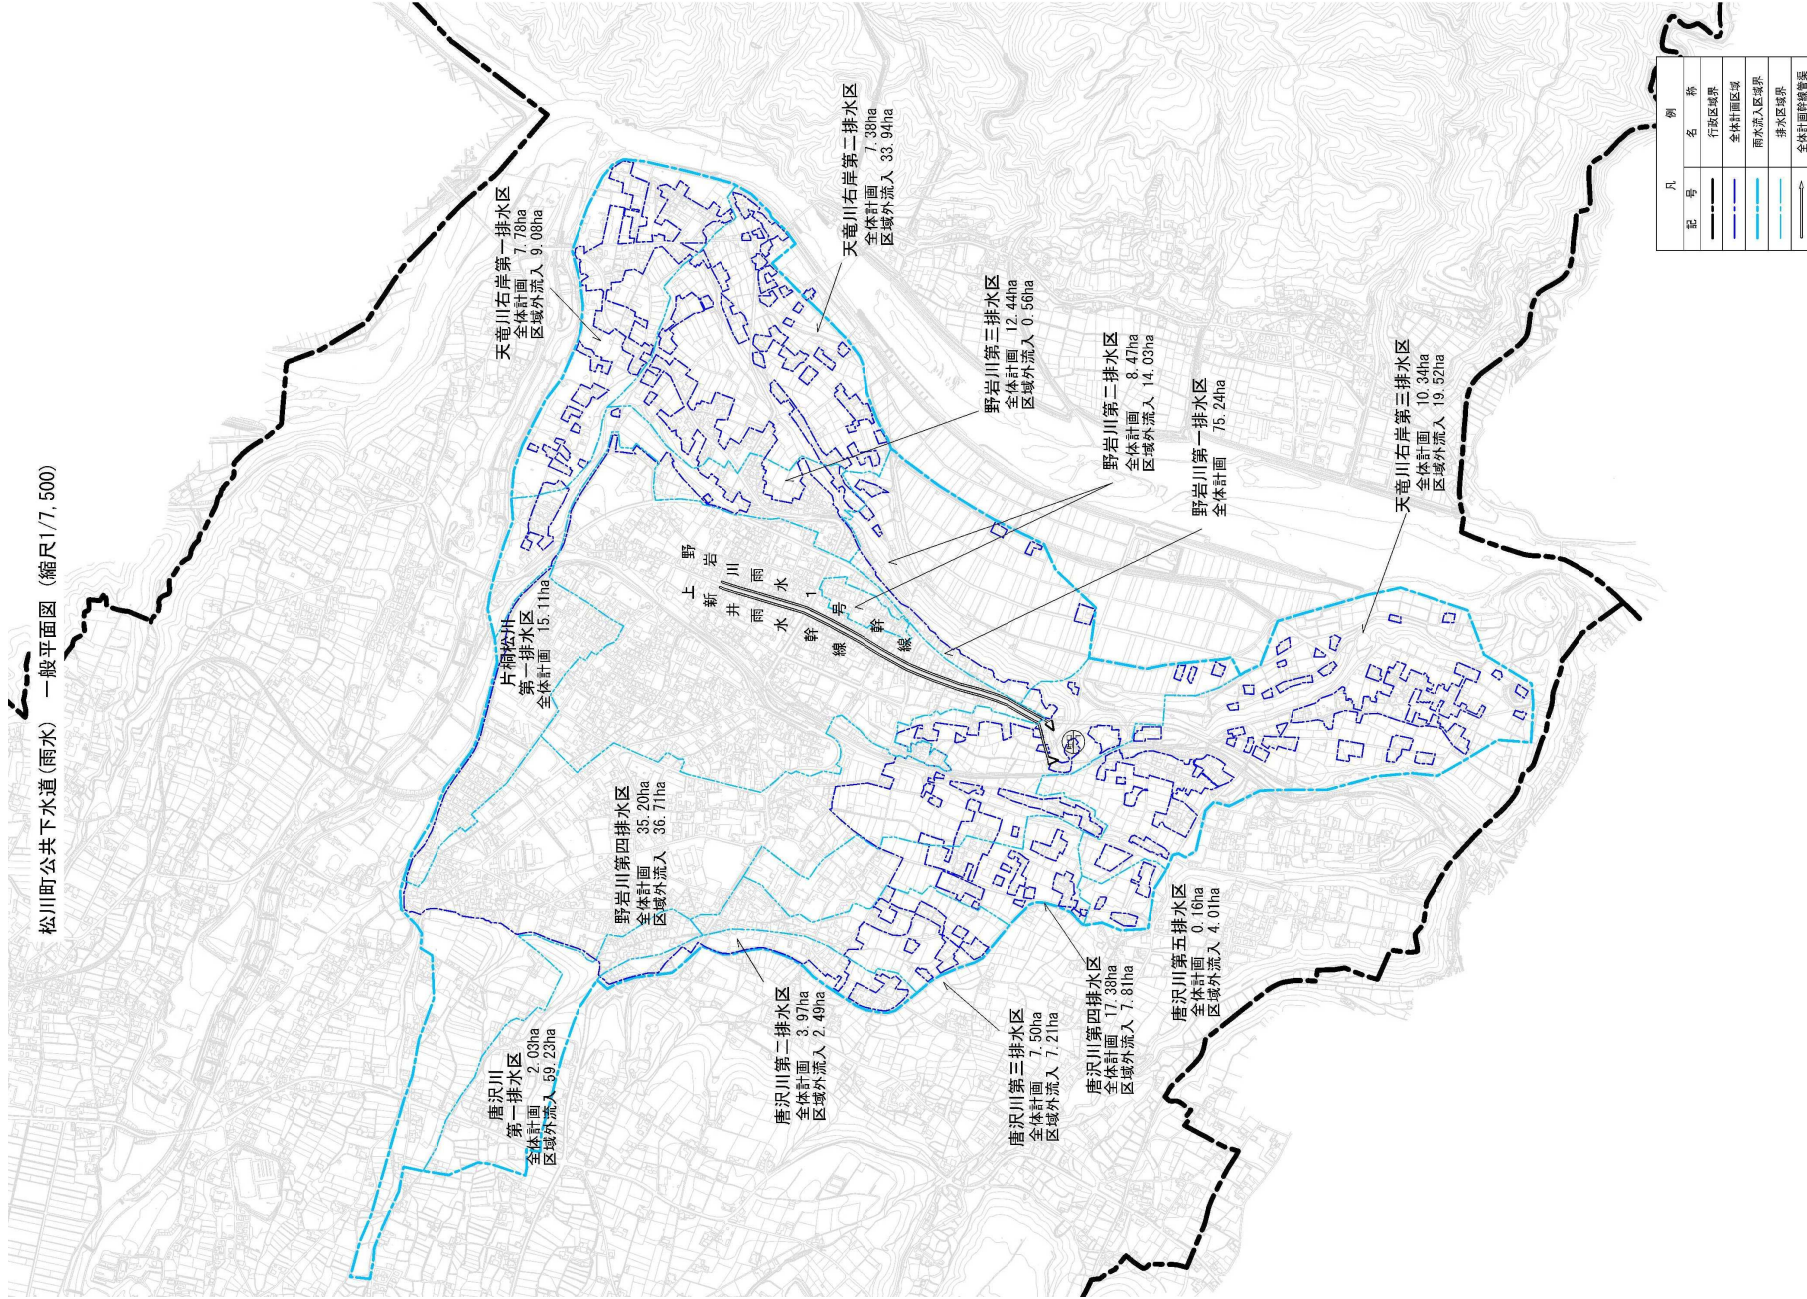 松川町公共下水道(雨水) 一般平面図 (縮尺1/7,500)
唐沢川
第一排水区
全体計画 2.03ha
区域外流入 59.23ha
片桐松川
第一排水区
全体計画 15.11ha
天竜川右岸第一排水区
全体計画 7.78ha
区域外流入 9.08ha
野岩川第四排水区
全体計画 35.20ha
区域外流入 36.71ha
上新井雨水幹線
野岩川雨水1号幹線
天竜川右岸第二排水区
全体計画 7.38ha
区域外流入 33.94ha
唐沢川第二排水区
全体計画 3.97ha
区域外流入 2.49ha
野岩川第三排水区
全体計画 12.44ha
区域外流入 0.56ha
唐沢川第三排水区
全体計画 7.50ha
区域外流入 7.21ha
唐沢川第四排水区
全体計画 17.38ha
区域外流入 7.81ha
野岩川第二排水区
全体計画 8.47ha
区域外流入 14.03ha
唐沢川第五排水区
全体計画 0.16ha
区域外流入 4.01ha
野岩川第一排水区
全体計画 75.24ha
天竜川右岸第三排水区
全体計画 10.34ha
区域外流入 19.52ha
凡 例
記 号 名 称
行政区域界
全体計画区域
雨水流入区域界
排水区域界
全体計画幹線管渠